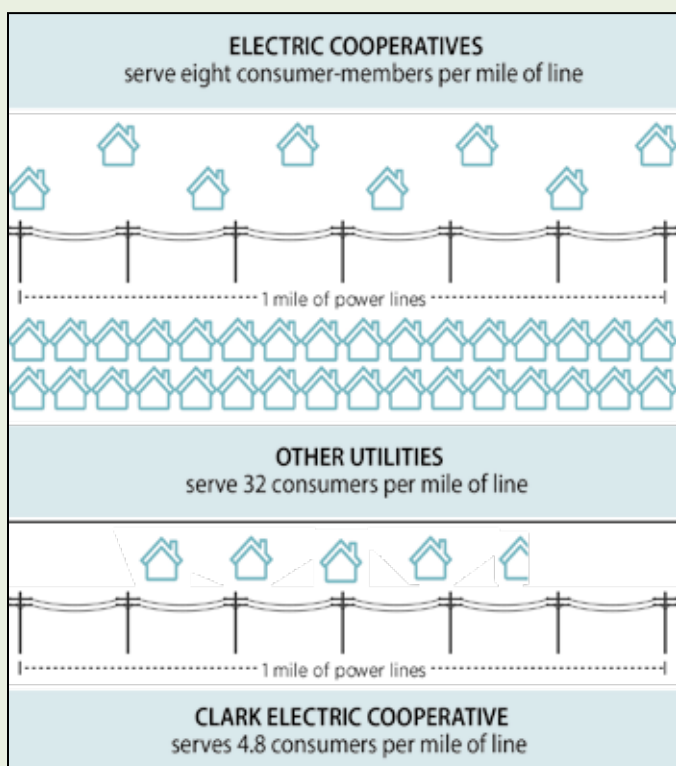 ELECTRIC COOPERATIVES
serve eight consumer-members per mile of line
1 mile of power lines
OTHER UTILITIES
serve 32 consumers per mile of line
1 mile of power lines
CLARK ELECTRIC COOPERATIVE
serves 4.8 consumers per mile of line